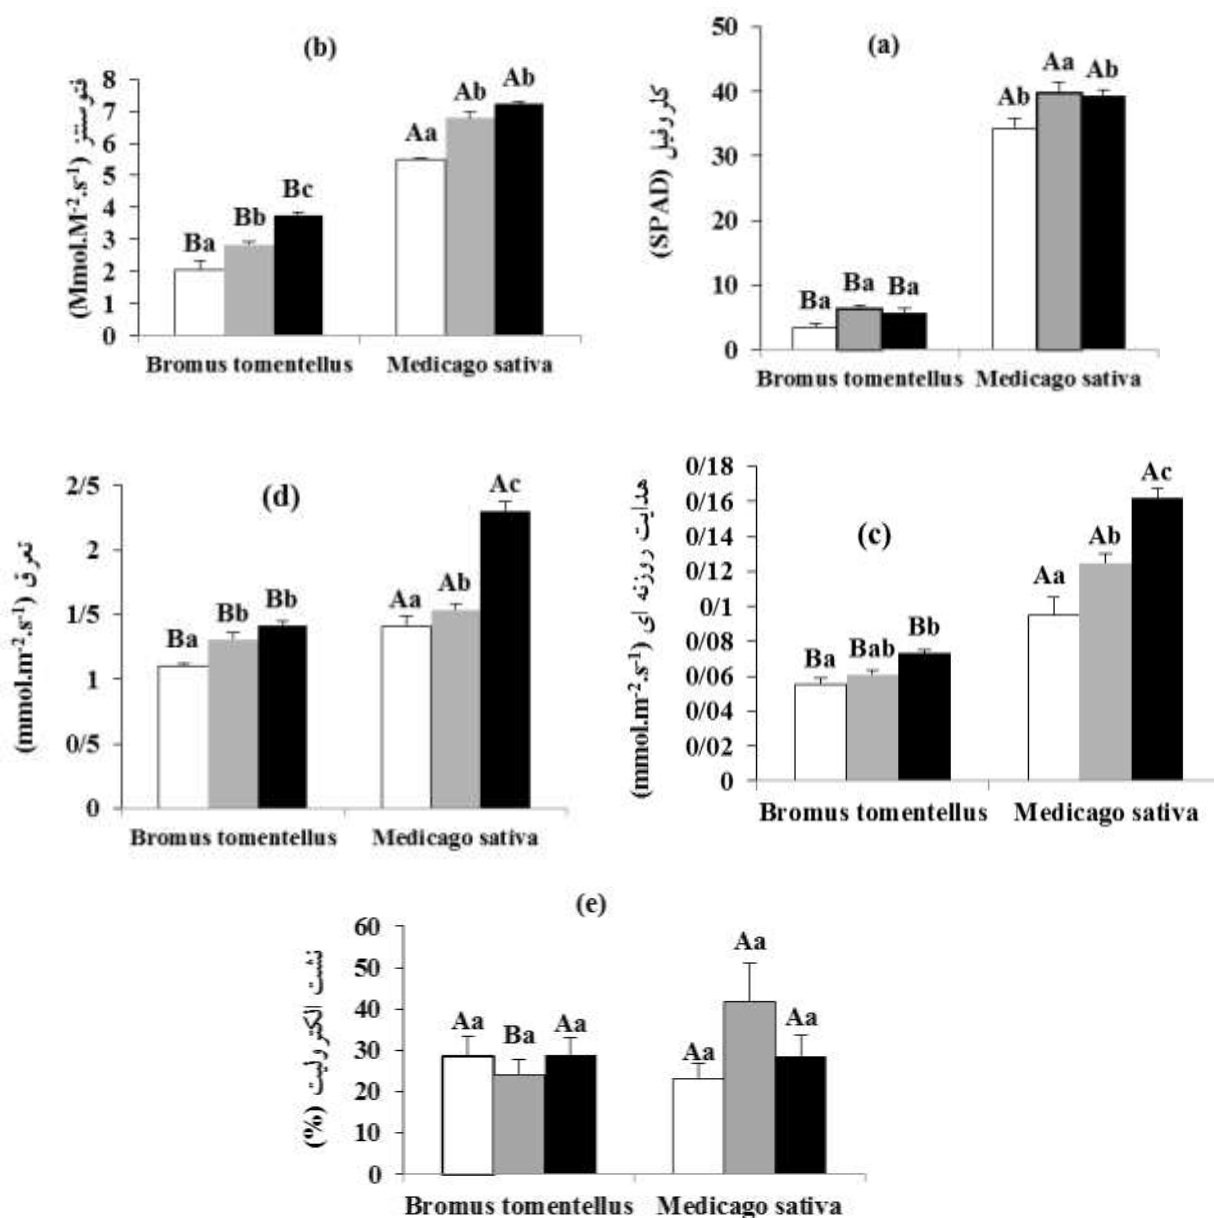 (b)
فتوسنتز (Mmol.M⁻².s⁻¹)
8
7
6
5
4
3
2
1
0
Ba
Bb
Bc
Aa
Ab
Ab
Bromus tomentellus
Medicago sativa
(a)
کلروفیل (SPAD)
50
40
30
20
10
0
Ba
Ba
Ba
Ab
Aa
Ab
Bromus tomentellus
Medicago sativa
(d)
تعرق (mmol.m⁻².s⁻¹)
2/5
2
1/5
1
0/5
0
Ba
Bb
Bb
Aa
Ab
Ac
Bromus tomentellus
Medicago sativa
(c)
هدایت روزنه ای (mmol.m⁻².s⁻¹)
0/18
0/16
0/14
0/12
0/1
0/08
0/06
0/04
0/02
0
Ba
Bab
Bb
Aa
Ab
Ac
Bromus tomentellus
Medicago sativa
(e)
نشت الکترولیت (%)
60
50
40
30
20
10
0
Aa
Ba
Aa
Aa
Aa
Aa
Bromus tomentellus
Medicago sativa